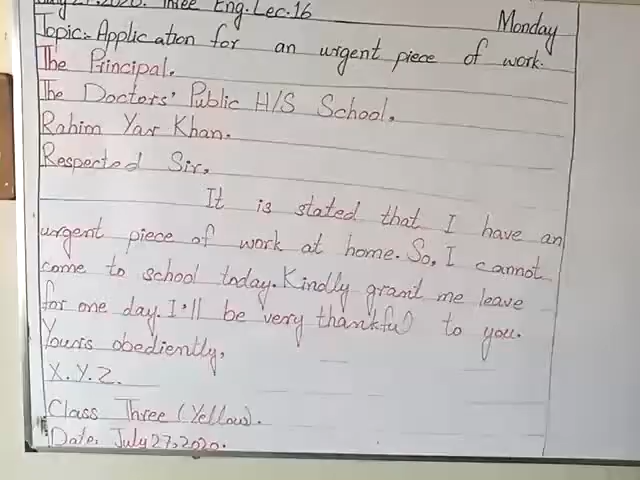 July 27.2020. Three Eng.Lec.16 Monday
Topic:-Application for an urgent piece of work.
The Principal,
The Doctors' Public H/S School,
Rahim Yar Khan.
Respected Sir,
It is stated that I have an
urgent piece of work at home. So, I cannot
come to school today. Kindly grant me leave
for one day. I'll be very thankful to you.
Yours obediently,
X.Y.Z.
Class Three (Yellow).
Date. July 27,2020.